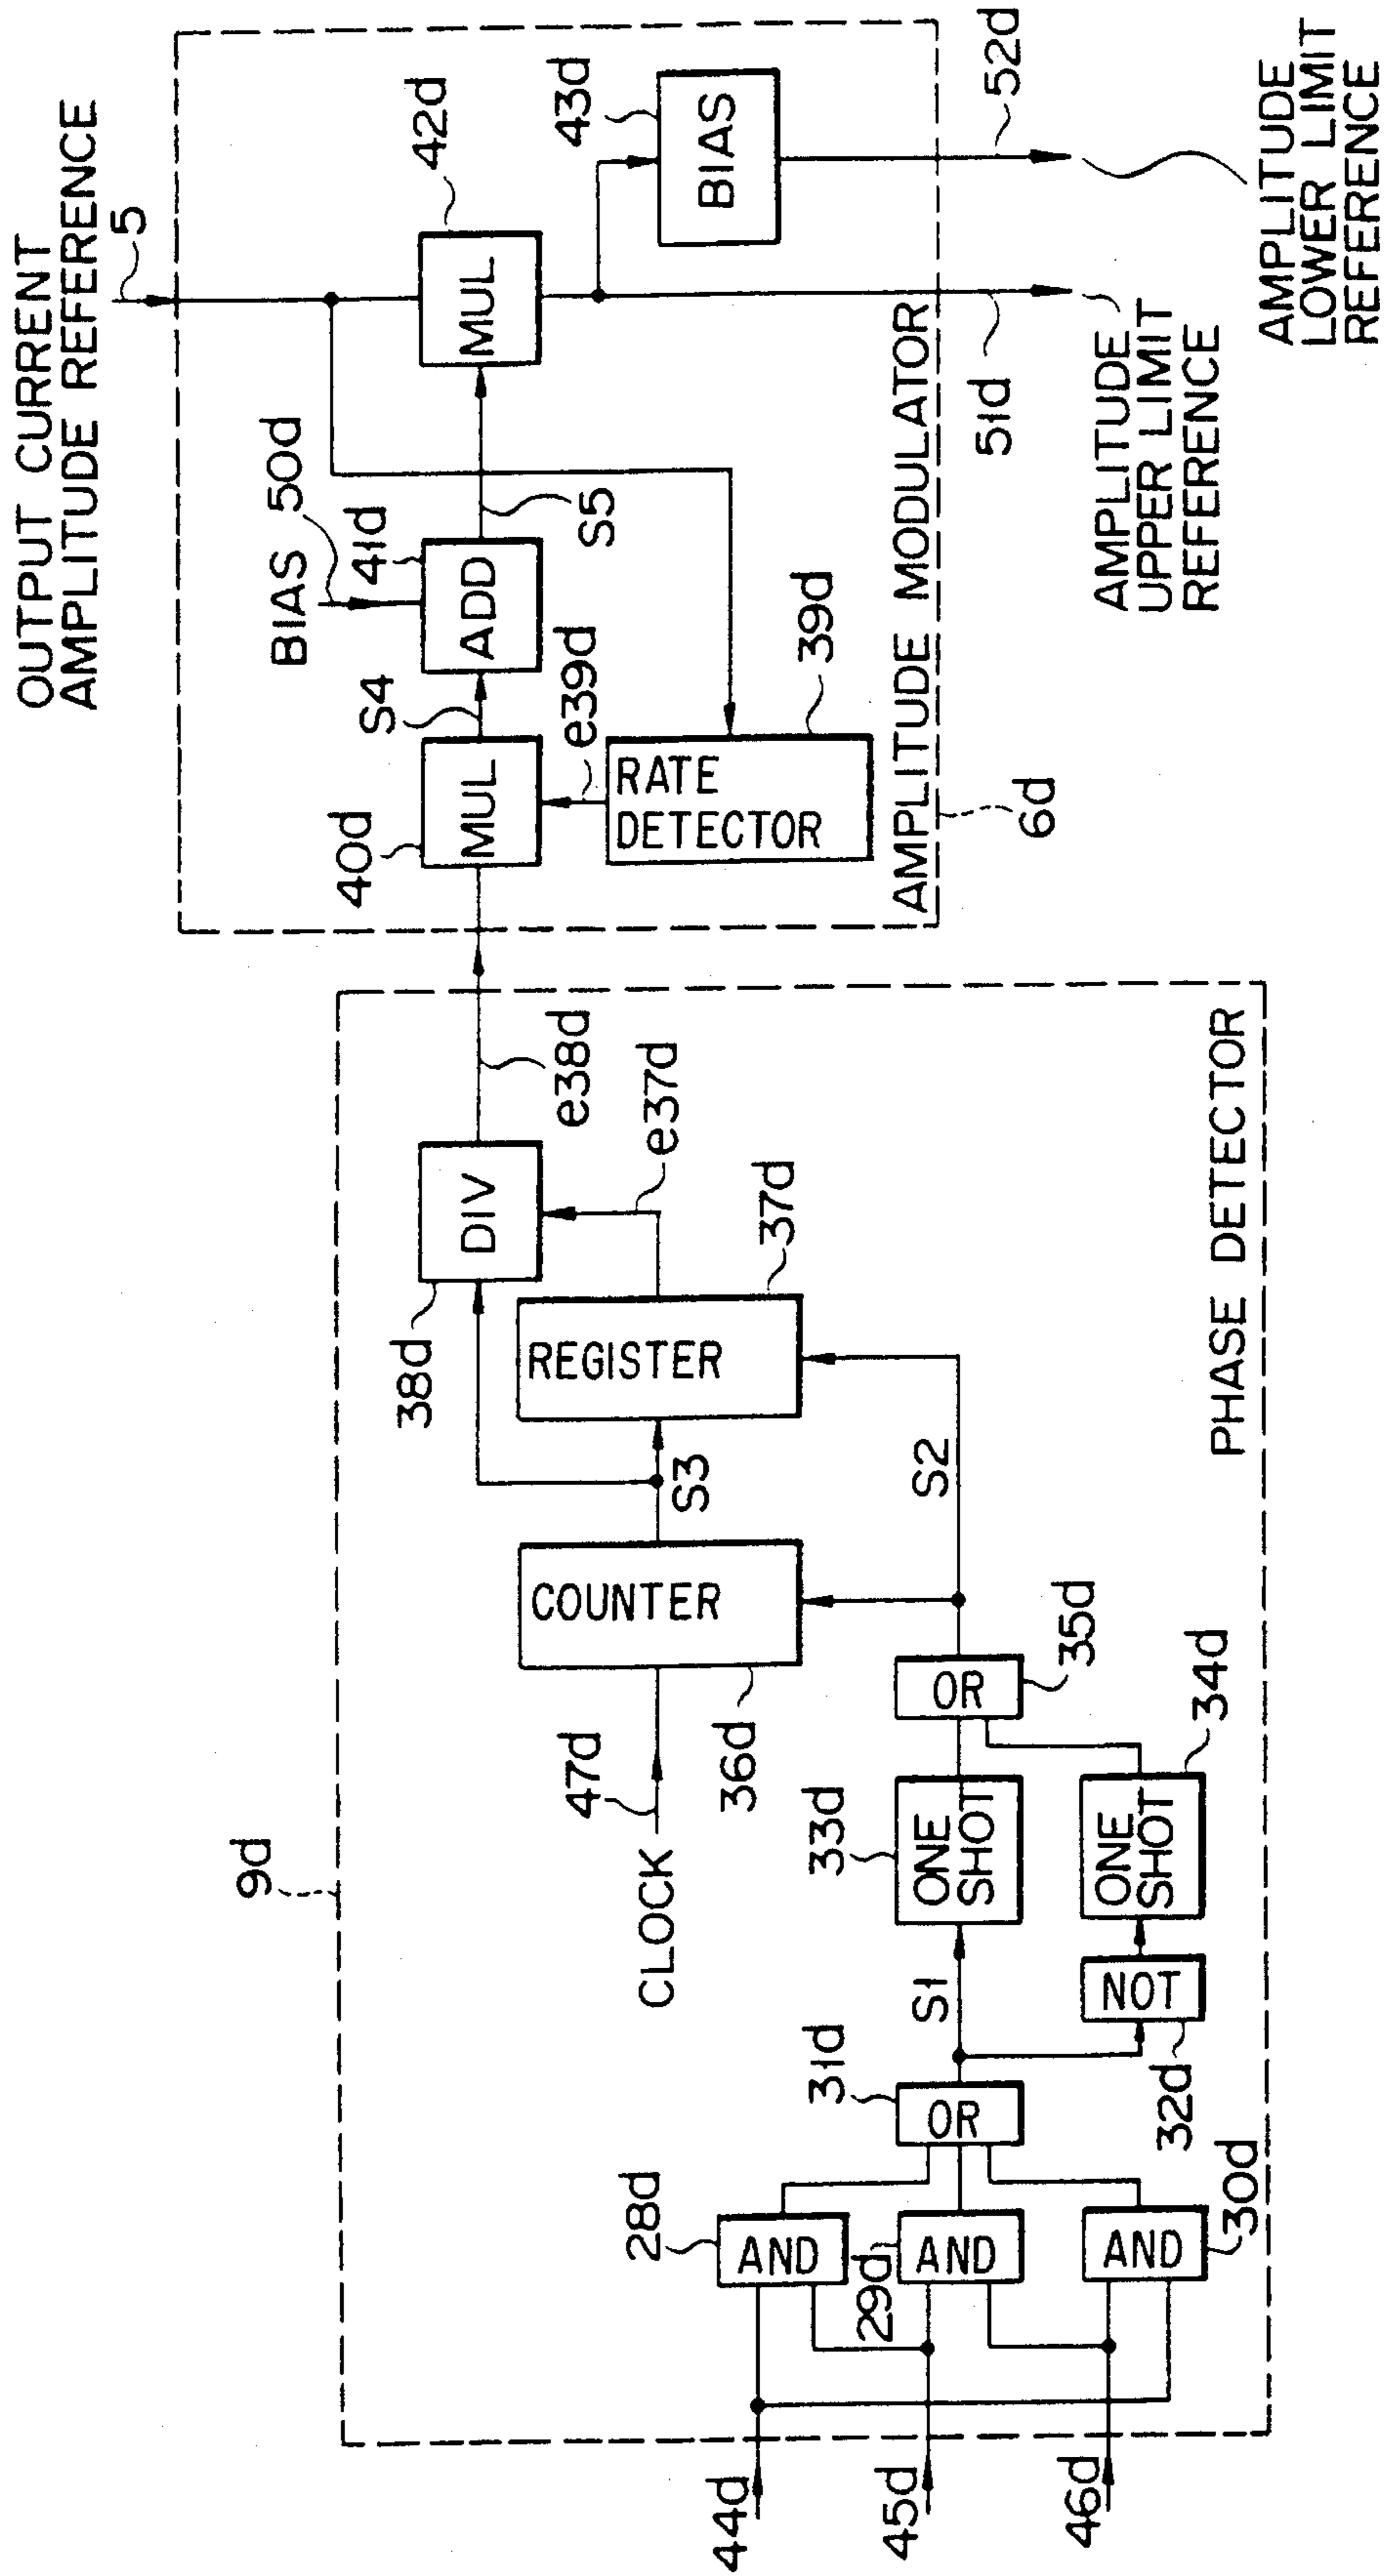 OUTPUT CURRENT
AMPLITUDE REFERENCE
5
BIAS 50d
41d
42d
43d
40d
S4
MUL
ADD
S5
MUL
BIAS
e39d
RATE
DETECTOR
39d
AMPLITUDE MODULATOR
6d
51d
52d
AMPLITUDE
UPPER LIMIT
REFERENCE
AMPLITUDE
LOWER LIMIT
REFERENCE
9d
38d
DIV
e38d
e37d
CLOCK
47d
COUNTER
36d
S3
REGISTER
37d
S2
28d
AND
29d
AND
AND
30d
31d
OR
S1
33d
ONE
SHOT
OR
35d
32d
NOT
ONE
SHOT
34d
44d
45d
46d
PHASE DETECTOR